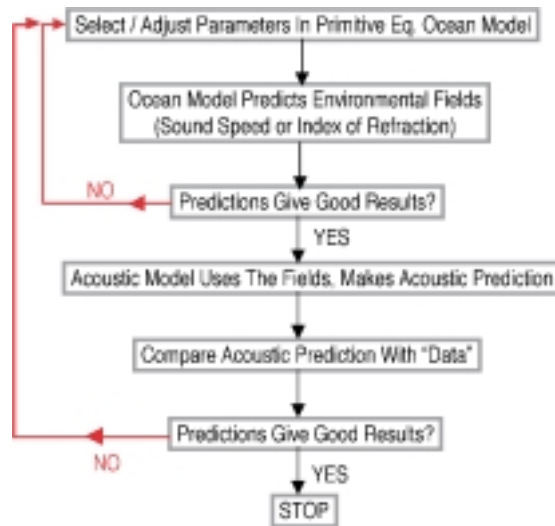 Select / Adjust Parameters In Primitive Eq. Ocean Model
Ocean Model Predicts Environmental Fields
(Sound Speed or Index of Refraction)
NO
Predictions Give Good Results?
YES
Acoustic Model Uses The Fields, Makes Acoustic Prediction
Compare Acoustic Prediction With "Data"
Predictions Give Good Results?
NO
YES
STOP